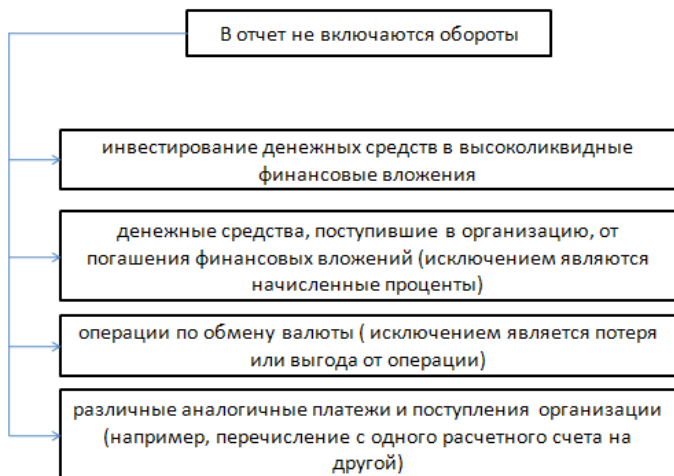 В отчет не включаются обороты
инвестирование денежных средств в высоколиквидные
финансовые вложения
денежные средства, поступившие в организацию, от
погашения финансовых вложений (исключением являются
начисленные проценты)
операции по обмену валюты ( исключением является потеря
или выгода от операции)
различные аналогичные платежи и поступления организации
(например, перечисление с одного расчетного счета на
другой)